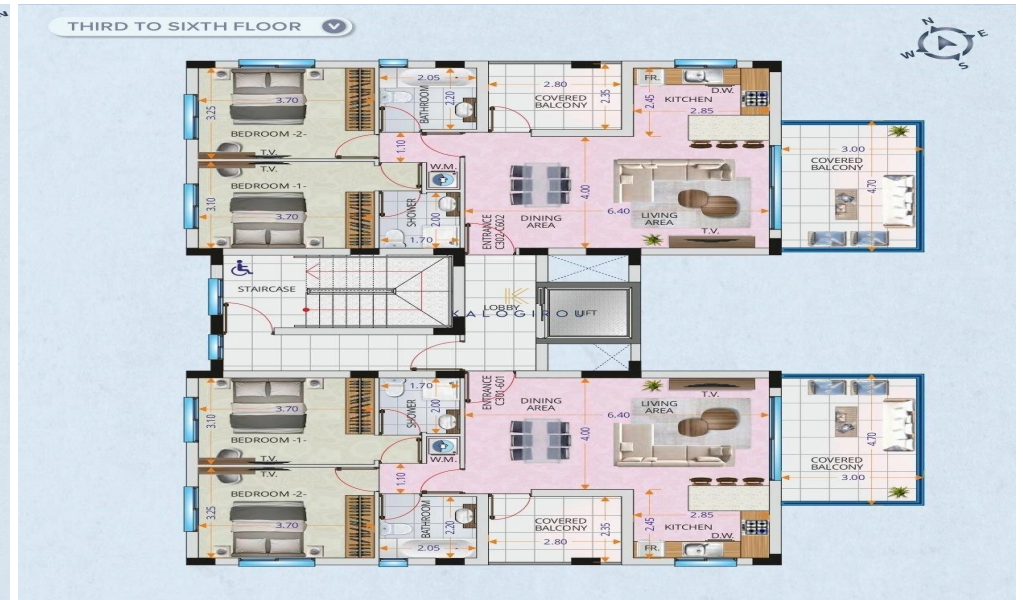 THIRD TO SIXTH FLOOR
N
N
E
W
S
3.25
3.70
BEDROOM -2-
T.V.
2.05
BATHROOM
2.20
1.10
2.80
COVERED
BALCONY
2.35
FR.
D.W.
2.45
KITCHEN
2.85
T.V.
BEDROOM -1-
3.10
3.70
W.M.
SHOWER
2.00
1.70
ENTRANCE
C302-C602
DINING
AREA
4.00
6.40
LIVING
AREA
T.V.
3.00
COVERED
BALCONY
4.70
STAIRCASE
LOBBY
KALOGIROU
LIFT
3.10
3.70
BEDROOM -1-
T.V.
1.70
SHOWER
2.00
W.M.
ENTRANCE
C301-601
DINING
AREA
4.00
6.40
LIVING
AREA
T.V.
4.70
COVERED
BALCONY
3.00
T.V.
BEDROOM -2-
3.25
3.70
1.10
BATHROOM
2.20
2.05
COVERED
BALCONY
2.80
2.35
2.45
2.85
KITCHEN
D.W.
FR.